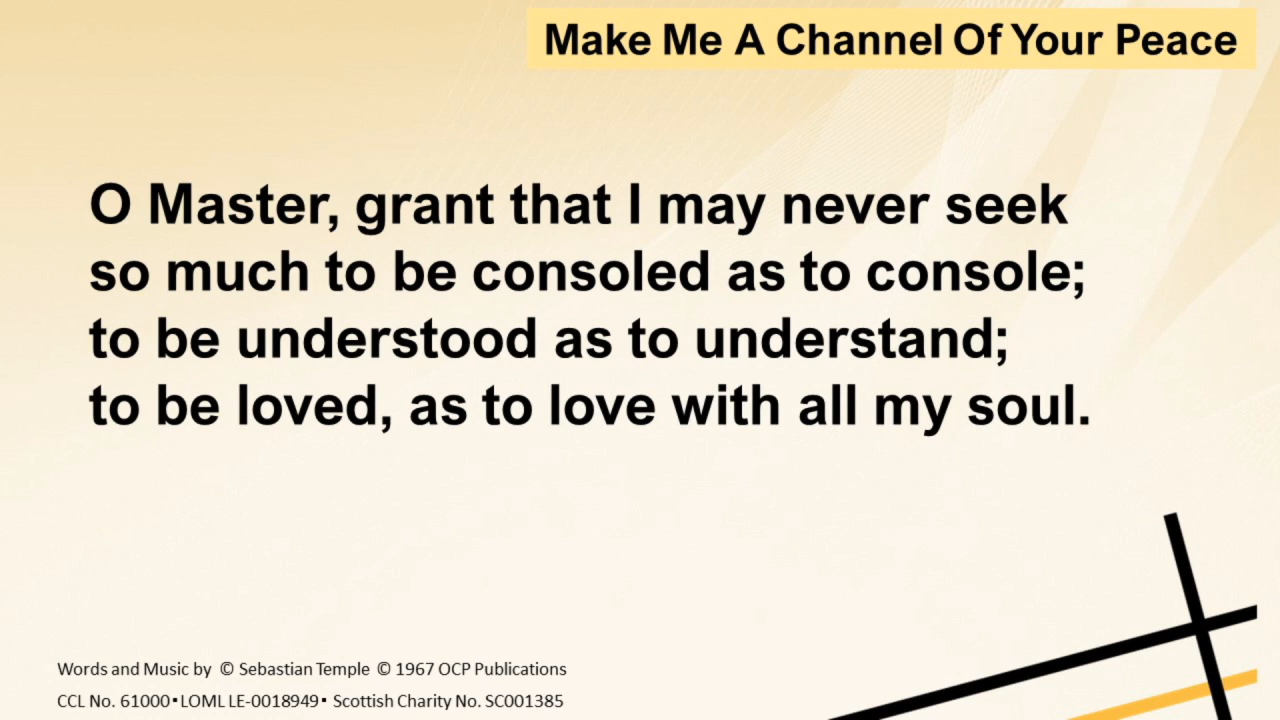 Make Me A Channel Of Your Peace
O Master, grant that I may never seek
so much to be consoled as to console;
to be understood as to understand;
to be loved, as to love with all my soul.
Words and Music by © Sebastian Temple © 1967 OCP Publications
CCL No. 61000▪LOML LE-0018949▪ Scottish Charity No. SC001385